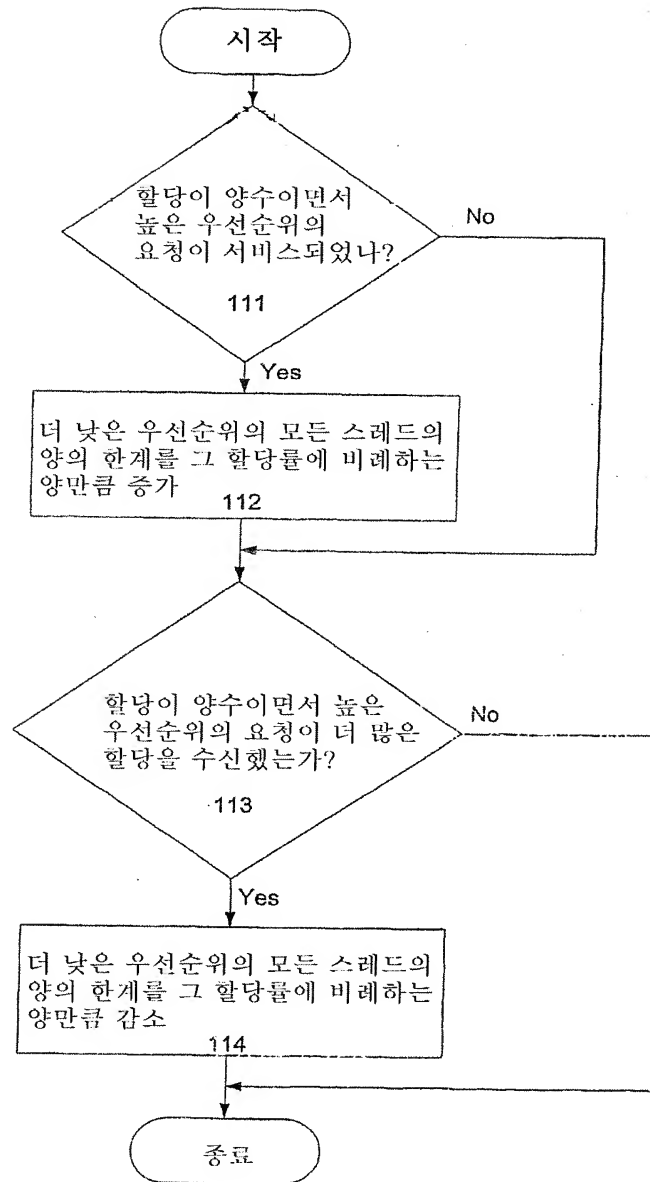 시작
할당이 양수이면서
높은 우선순위의
요청이 서비스되었나?
No
111
Yes
더 낮은 우선순위의 모든 스레드의
양의 한계를 그 할당률에 비례하는
양만큼 증가
112
할당이 양수이면서 높은
우선순위의 요청이 더 많은
할당을 수신했는가?
No
113
Yes
더 낮은 우선순위의 모든 스레드의
양의 한계를 그 할당률에 비례하는
양만큼 감소
114
종료